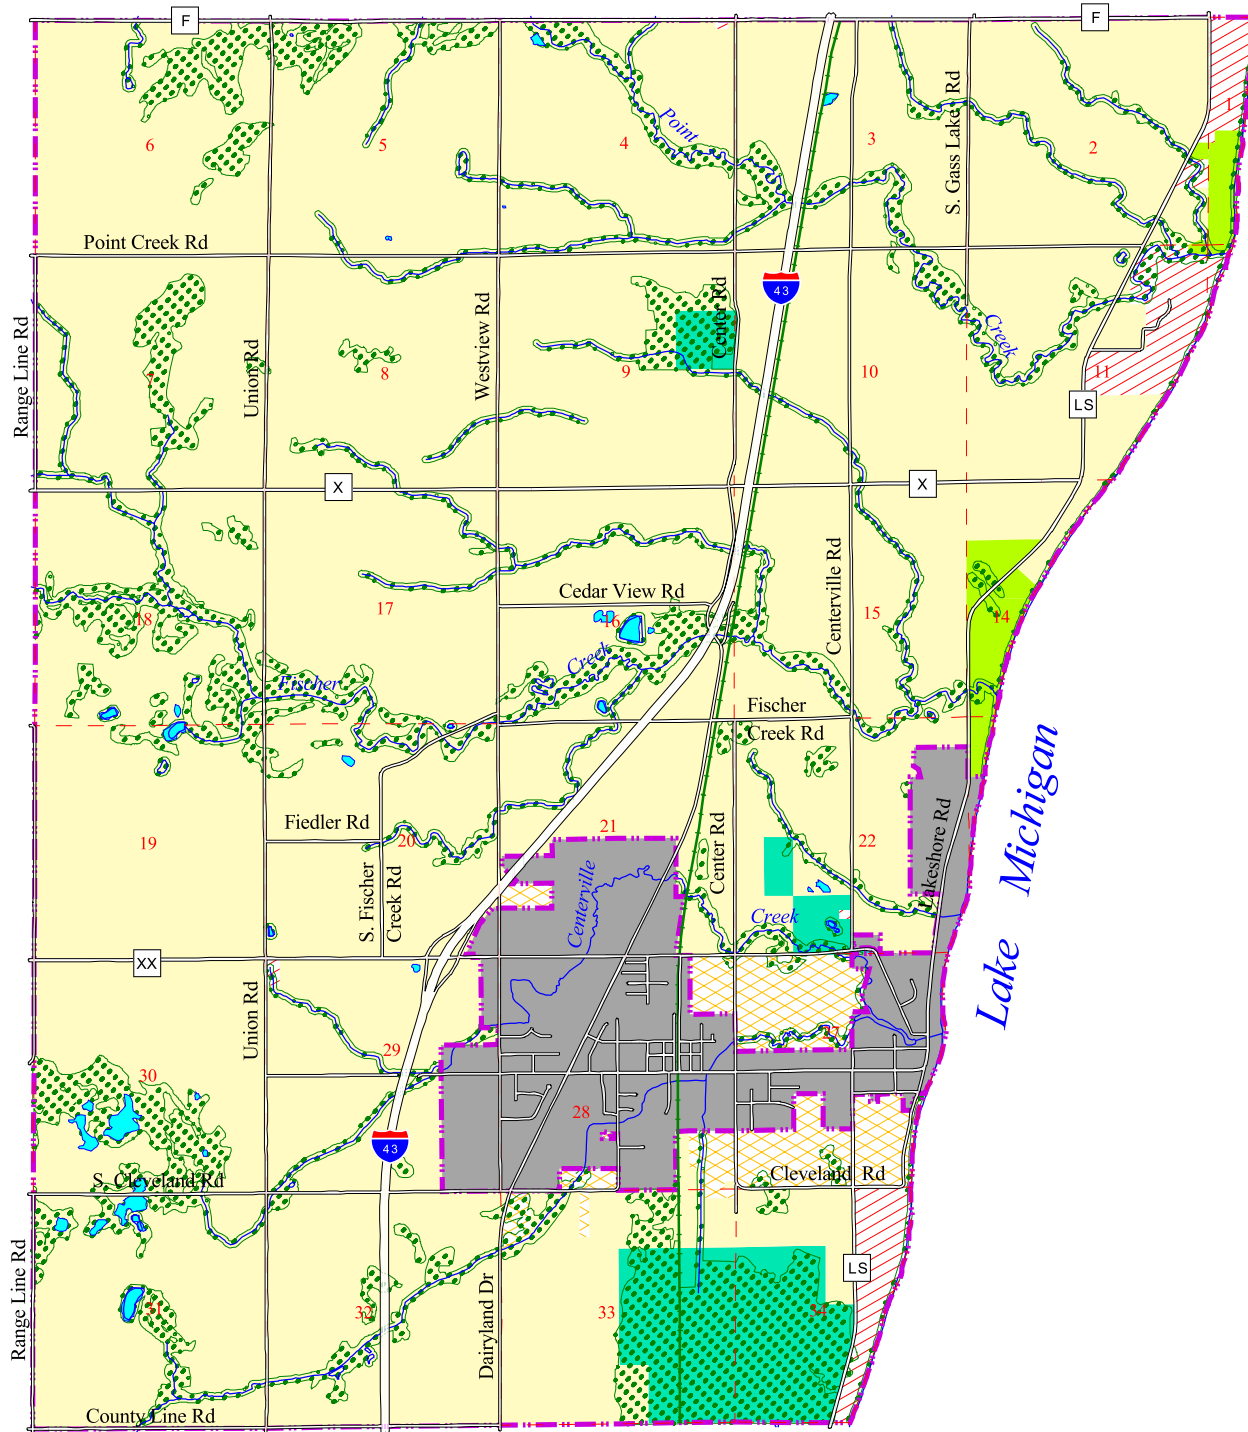 F
F
1
6
5
4
Point
3
S. Gass Lake Rd
2
Point Creek Rd
43
Center Rd
Westview Rd
Creek
Range Line Rd
Union Rd
7
8
9
10
11
LS
X
X
Cedar View Rd
Centerville Rd
18
17
16
15
14
Creek
Fischer
Fischer
Creek Rd
Lake Michigan
Fiedler Rd
19
20
21
22
Center Rd
Lakeshore Rd
S. Fischer
Creek Rd
Centerville
Creek
XX
Union Rd
27
29
30
28
43
S. Cleveland Rd
Cleveland Rd
LS
Range Line Rd
Dairyland Dr
31
32
33
34
County Line Rd